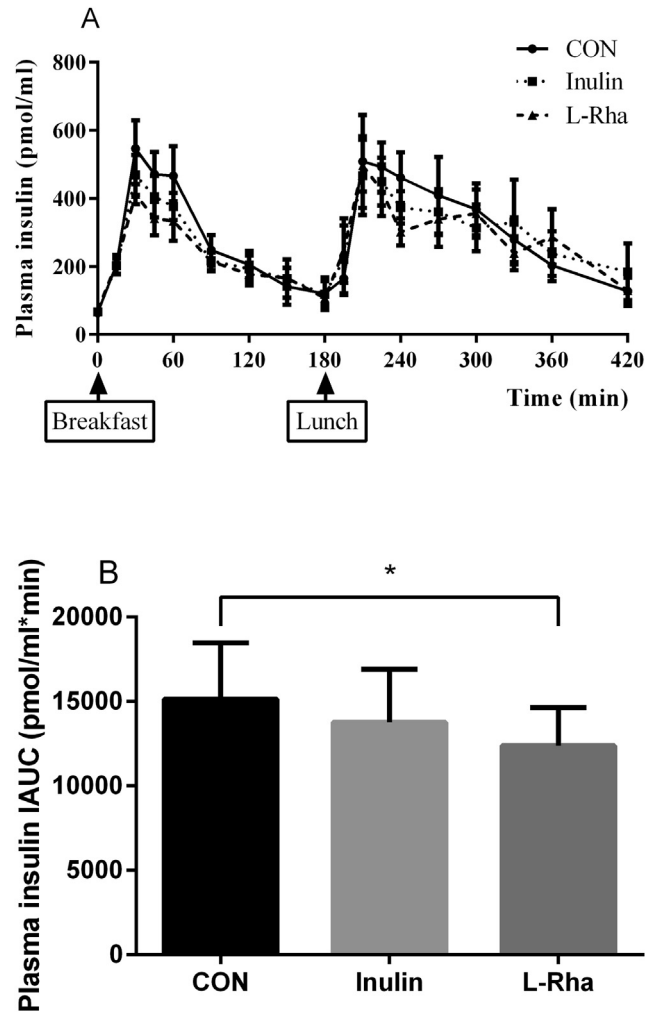 A
CON
Inulin
L-Rha
Plasma insulin (pmol/ml)
800
600
400
200
0
0 60 120 180 240 300 360 420
Time (min)
Breakfast
Lunch
B
*
Plasma insulin IAUC (pmol/ml*min)
20000
15000
10000
5000
0
CON Inulin L-Rha